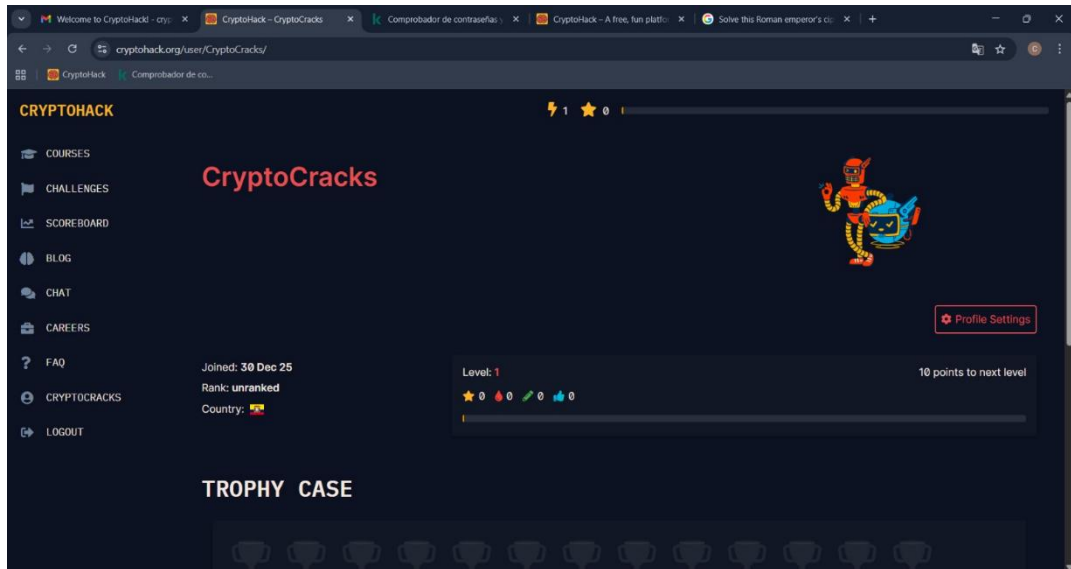 Welcome to CryptoHack! - cryp
CryptoHack – CryptoCracks
Comprobador de contraseñas y
CryptoHack – A free, fun platfor
Solve this Roman emperor's cip
cryptohack.org/user/CryptoCracks/
CryptoHack
Comprobador de co...
CRYPTOHACK
1 0
COURSES
CHALLENGES
SCOREBOARD
BLOG
CHAT
CAREERS
FAQ
CRYPTOCRACKS
LOGOUT
CryptoCracks
Profile Settings
Joined: 30 Dec 25
Rank: unranked
Country:
Level: 1
10 points to next level
0 0 0 0
TROPHY CASE